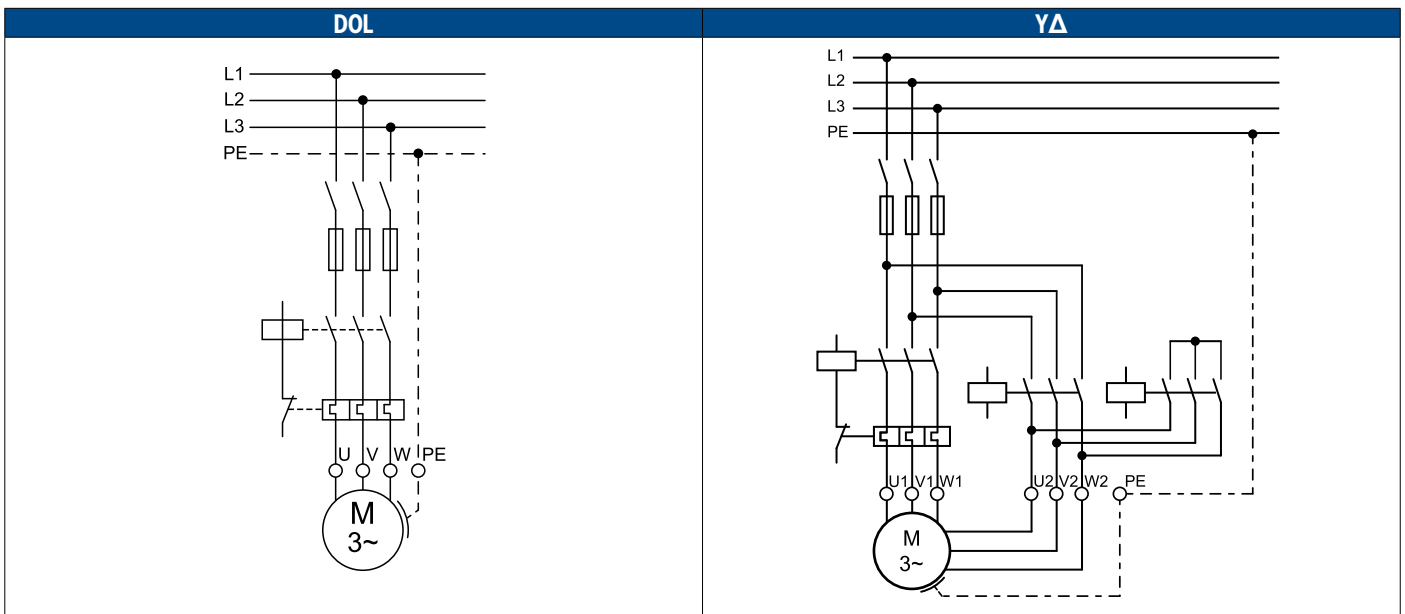 DOL
YΔ
L1
L2
L3
PE
U V W PE
M
3~
L1
L2
L3
PE
U1 V1 W1 U2 V2 W2 PE
M
3~